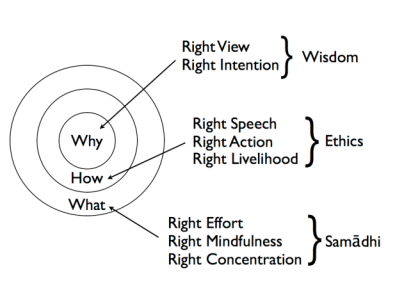 Right View
Right Intention
Wisdom
Why
Right Speech
Right Action
Right Livelihood
Ethics
How
What
Right Effort
Right Mindfulness
Right Concentration
Samādhi